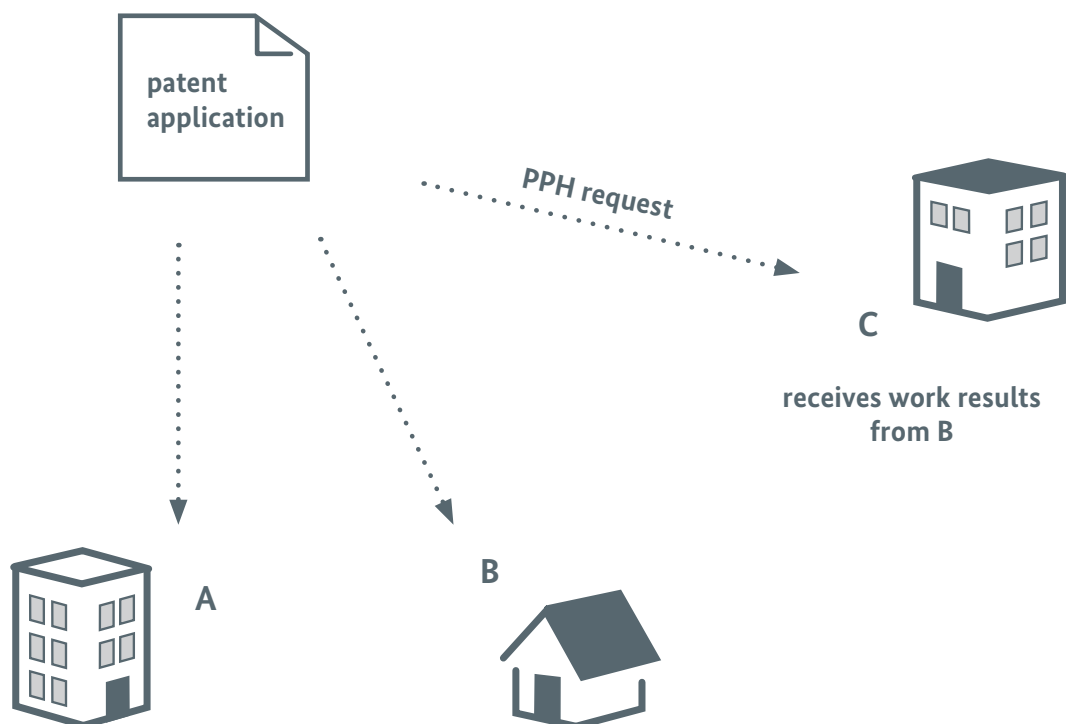 patent
application
PPH request
C
receives work results
from B
B
A